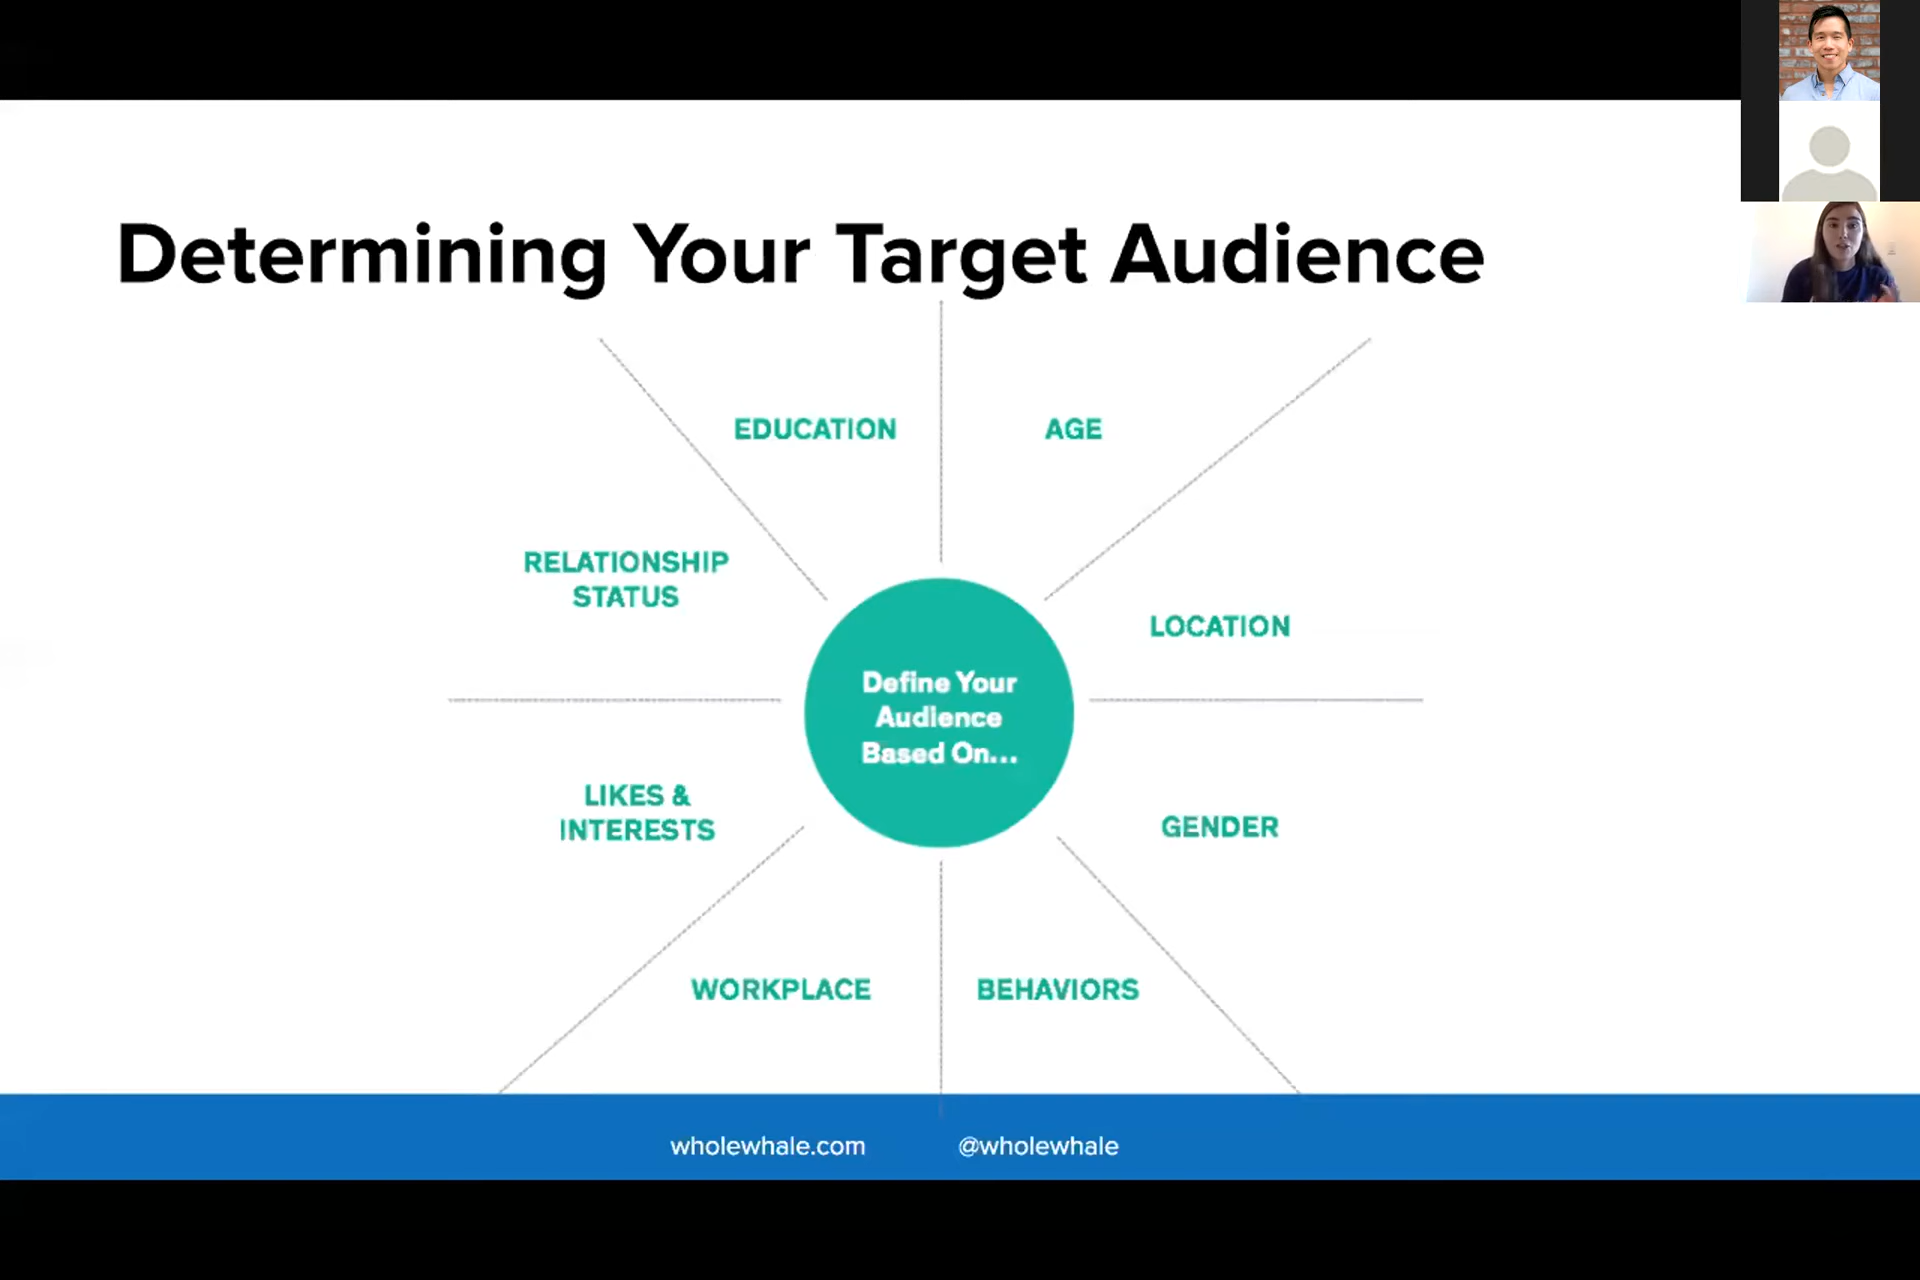 Determining Your Target Audience
EDUCATION
AGE
RELATIONSHIP
STATUS
LOCATION
Define Your
Audience
Based On...
LIKES &
INTERESTS
GENDER
WORKPLACE
BEHAVIORS
wholewhale.com
@wholewhale